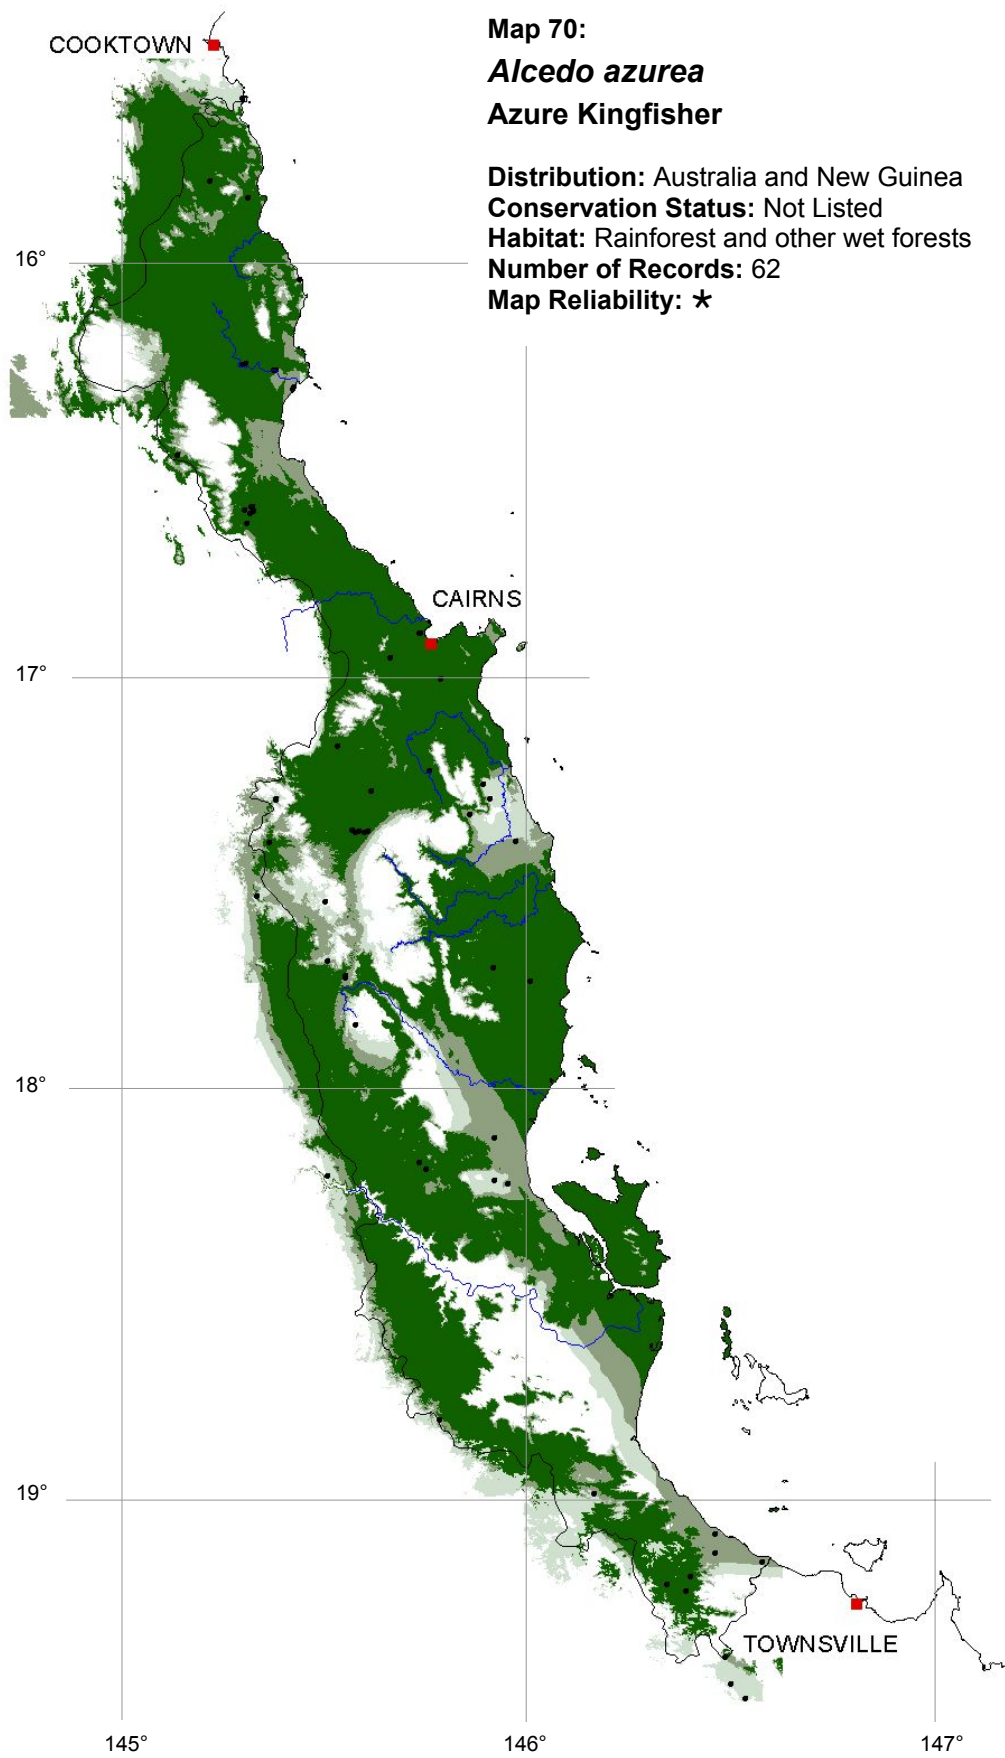 Map 70:
Alcedo azurea
Azure Kingfisher
Distribution: Australia and New Guinea
Conservation Status: Not Listed
Habitat: Rainforest and other wet forests
Number of Records: 62
Map Reliability: *
COOKTOWN
16°
CAIRNS
17°
18°
19°
TOWNSVILLE
145°
146°
147°